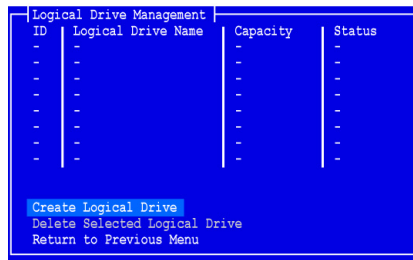 Logical Drive Management
ID Logical Drive Name Capacity Status
- - - -
- - - -
- - - -
- - - -
- - - -
- - - -
- - - -
- - - -
Create Logical Drive
Delete Selected Logical Drive
Return to Previous Menu